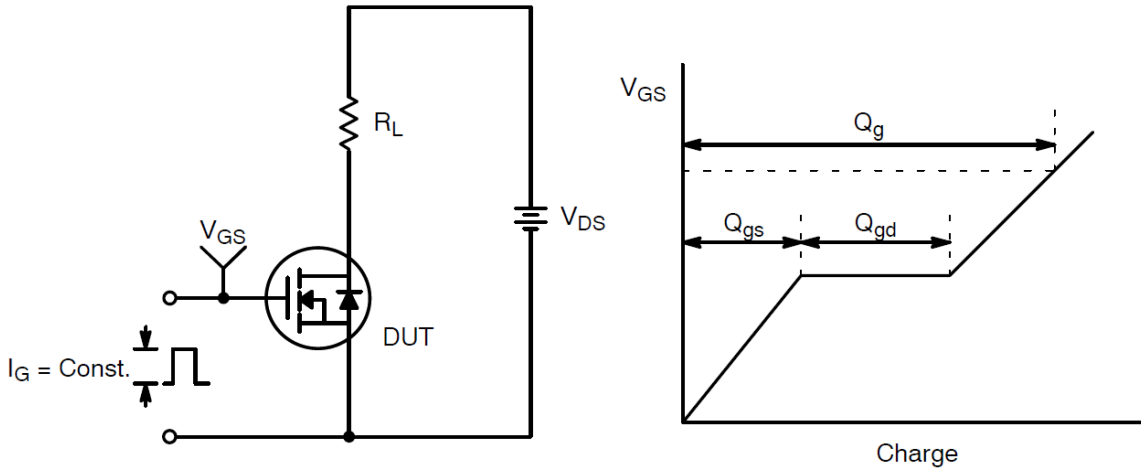 R_L
V_GS
V_DS
DUT
I_G = Const.
V_GS
Q_g
Q_gs
Q_gd
Charge